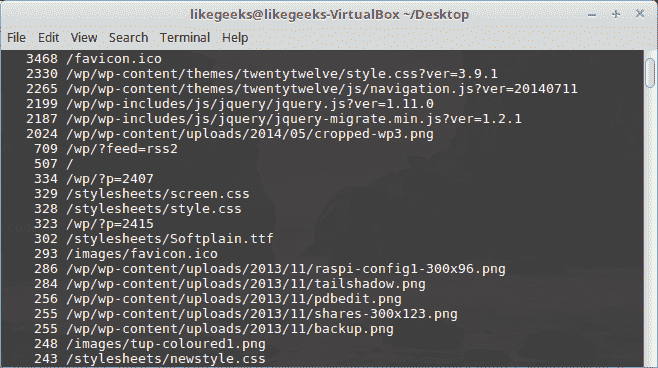 likegeeks@likegeeks-VirtualBox ~/Desktop
File Edit View Search Terminal Help
3468 /favicon.ico
2330 /wp/wp-content/themes/twentytwelve/style.css?ver=3.9.1
2265 /wp/wp-content/themes/twentytwelve/js/navigation.js?ver=20140711
2199 /wp/wp-includes/js/jquery/jquery.js?ver=1.11.0
2187 /wp/wp-includes/js/jquery/jquery-migrate.min.js?ver=1.2.1
2024 /wp/wp-content/uploads/2014/05/cropped-wp3.png
709 /wp/?feed=rss2
507 /
334 /wp/?p=2407
329 /stylesheets/screen.css
328 /stylesheets/style.css
323 /wp/?p=2415
302 /stylesheets/Softplain.ttf
293 /images/favicon.ico
286 /wp/wp-content/uploads/2013/11/raspi-config1-300x96.png
284 /wp/wp-content/uploads/2013/11/tailshadow.png
256 /wp/wp-content/uploads/2013/11/pdbedit.png
255 /wp/wp-content/uploads/2013/11/shares-300x123.png
255 /wp/wp-content/uploads/2013/11/backup.png
248 /images/tup-coloured1.png
243 /stylesheets/newstyle.css